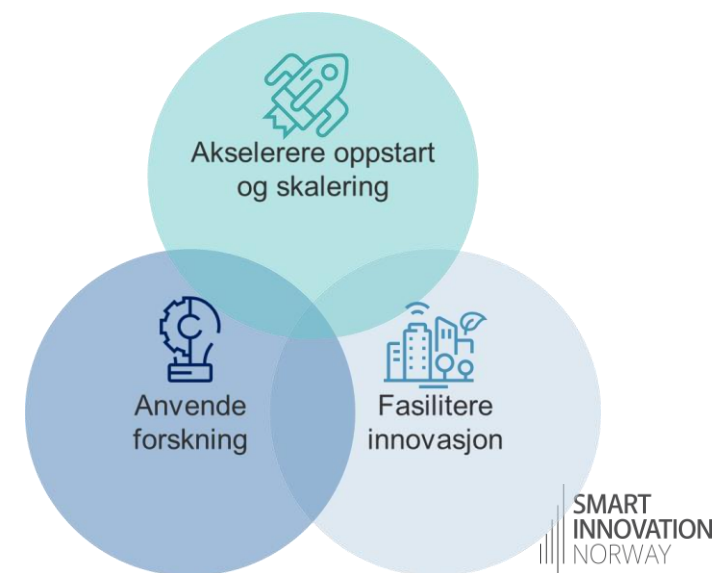 Akselerere oppstart
og skalering
Anvende
forskning
Fasilitere
innovasjon
SMART
INNOVATION
NORWAY